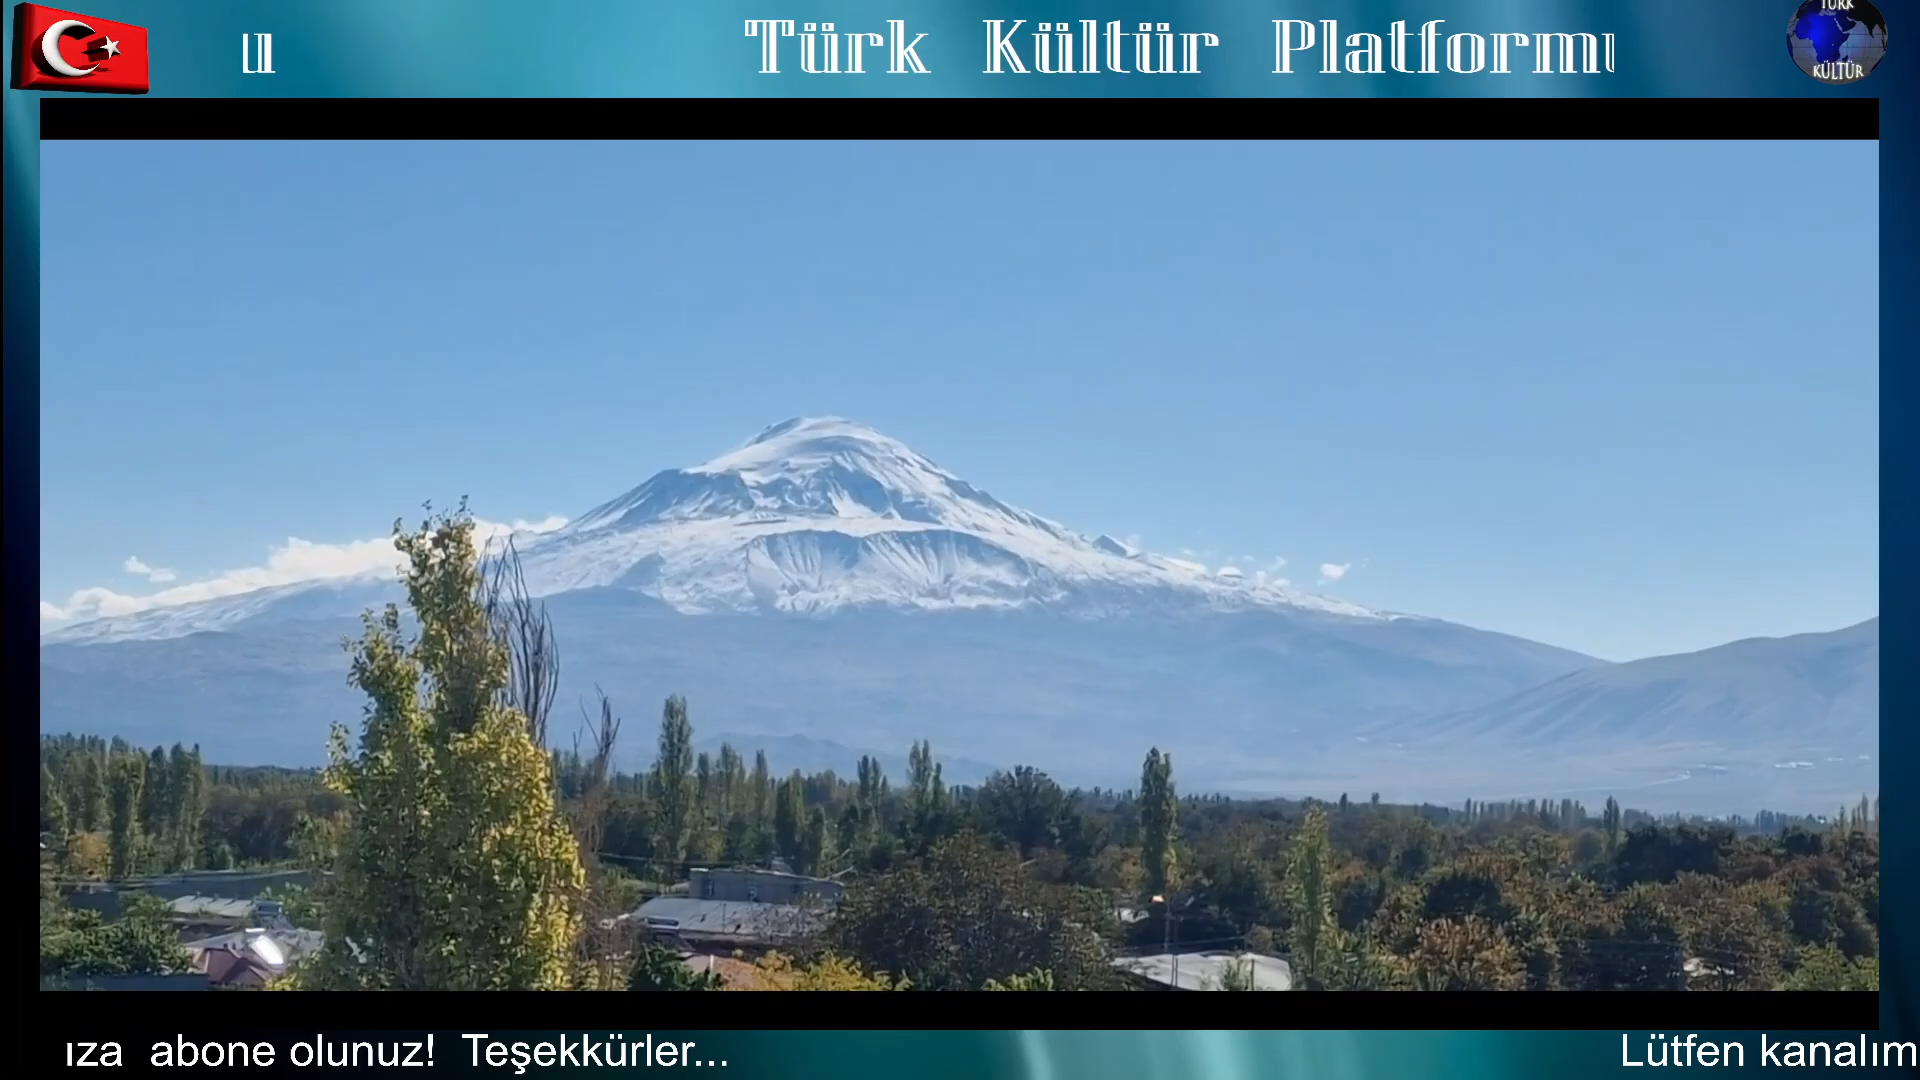 u Türk Kültür Platformu
TÜRK
KÜLTÜR
ıza abone olunuz! Teşekkürler... Lütfen kanalım